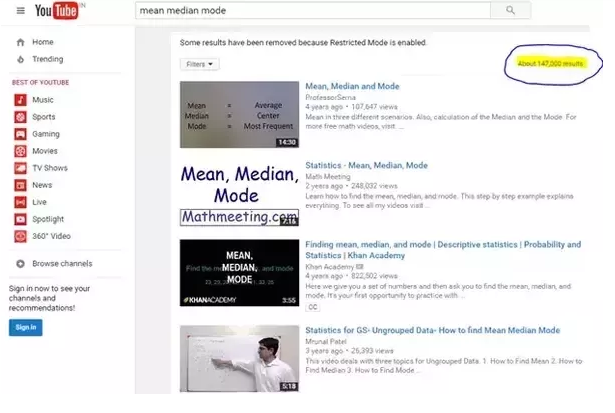 YouTube IN
mean median mode
Home
Trending
BEST OF YOUTUBE
Music
Sports
Gaming
Movies
TV Shows
News
Live
Spotlight
360° Video
Browse channels
Sign in now to see your
channels and
recommendations!
Sign in
Some results have been removed because Restricted Mode is enabled.
Filters
About 147,000 results
Mean = Average
Median = Center
Mode = Most Frequent
14:30
Mean, Median and Mode
ProfessorSerna
4 years ago • 107,647 views
Mean in three different scenarios. Also, calculation of the Median and the Mode. For
more free math videos, visit ...
Mean, Median,
Mode
Mathmeeting.com
7:16
Statistics - Mean, Median, Mode
Math Meeting
2 years ago • 248,032 views
Learn how to find the mean, median, and mode. This step by step example explains
everything. To see all my videos visit ...
MEAN,
Find the MEDIAN, and mode
MODE
KHANACADEMY
3:55
Finding mean, median, and mode | Descriptive statistics | Probability and
Statistics | Khan Academy
Khan Academy
4 years ago • 822,502 views
Here we give you a set of numbers and then ask you to find the mean, median, and
mode. It's your first opportunity to practice with...
CC
5:18
Statistics for GS- Ungrouped Data- How to find Mean Median Mode
Mrunal Patel
3 years ago • 26,393 views
This video deals with three topics for Ungrouped Data. 1. How to Find Mean 2. How to
Find Median 3. How to Find Mode...